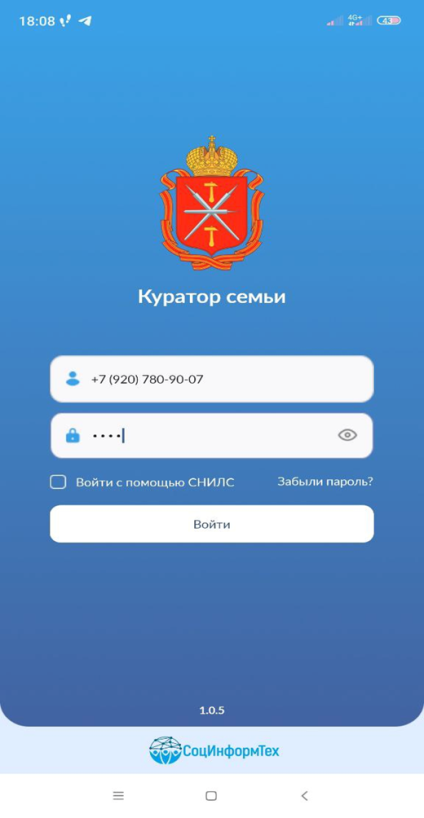 18:08
4G+
43
Куратор семьи
+7 (920) 780-90-07
••••
Войти с помощью СНИЛС Забыли пароль?
Войти
1.0.5
СоцИнформТех